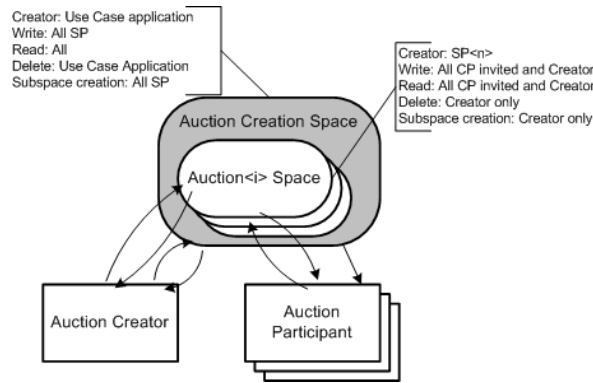 Creator: Use Case application
Write: All SP
Read: All
Delete: Use Case Application
Subspace creation: All SP
Creator: SP<n>
Write: All CP invited and Creator
Read: All CP invited and Creator
Delete: Creator only
Subspace creation: Creator only
Auction Creation Space
Auction<i> Space
Auction Creator
Auction
Participant